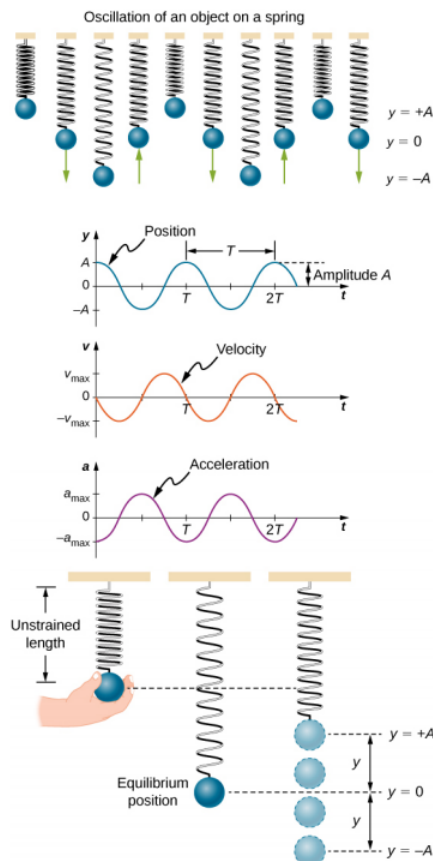 Oscillation of an object on a spring
y = +A
y = 0
y = –A
y
Position
T
A
Amplitude A
0
T
2T
t
–A
v
Velocity
vmax
0
T
2T
t
–vmax
a
Acceleration
amax
0
T
2T
t
–amax
Unstrained
length
y = +A
y
Equilibrium
position
y = 0
y
y = –A